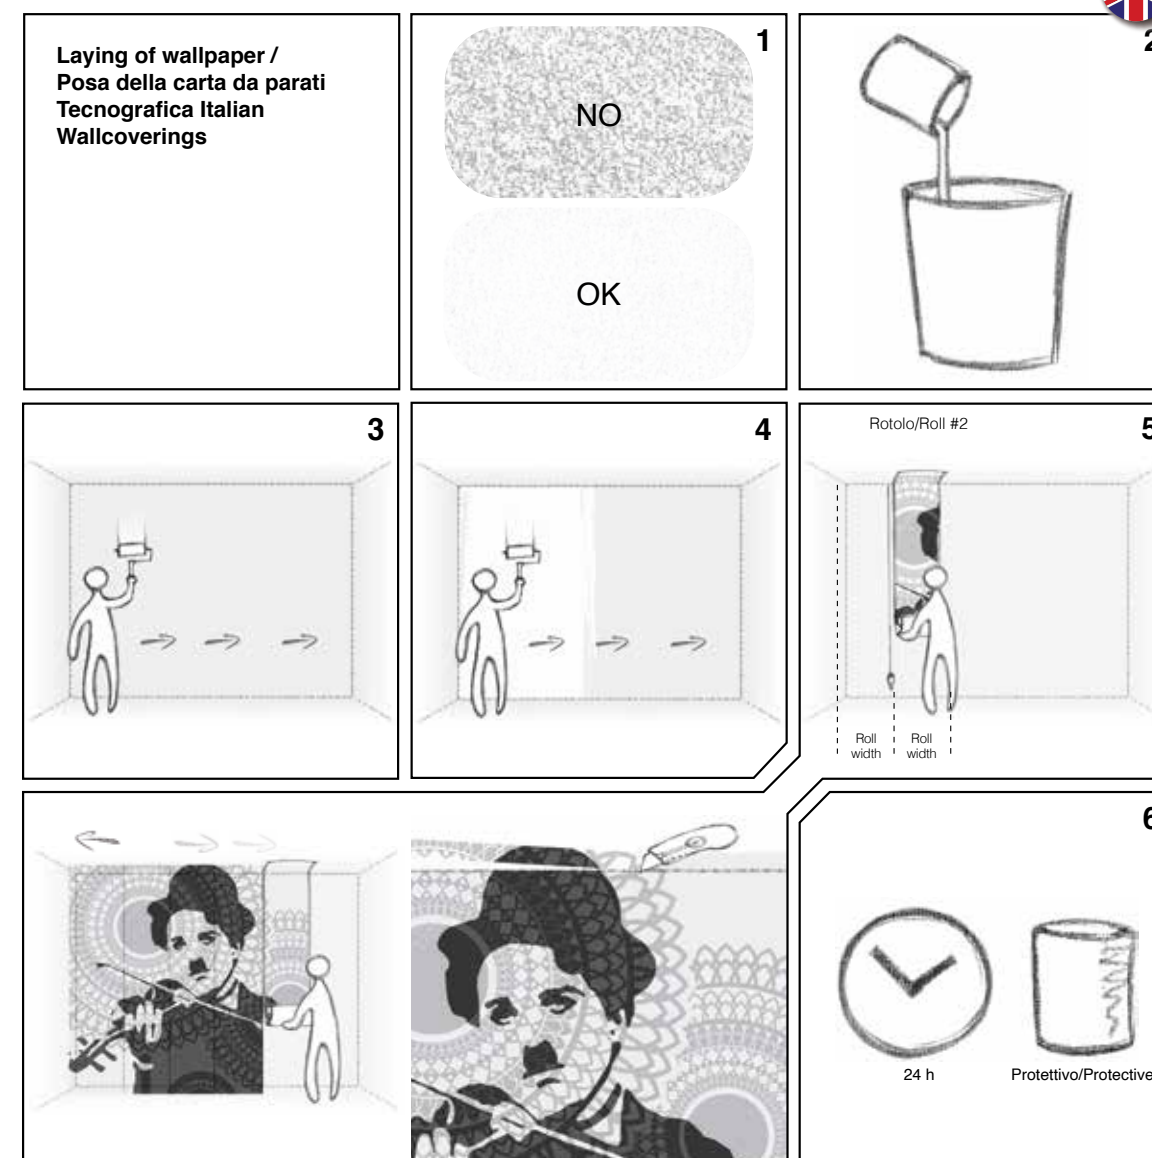 Laying of wallpaper /
Posa della carta da parati
Tecnografica Italian
Wallcoverings
1
NO
OK
2
3
4
5
Rotolo/Roll #2
Roll
width
Roll
width
6
24 h
Protettivo/Protective